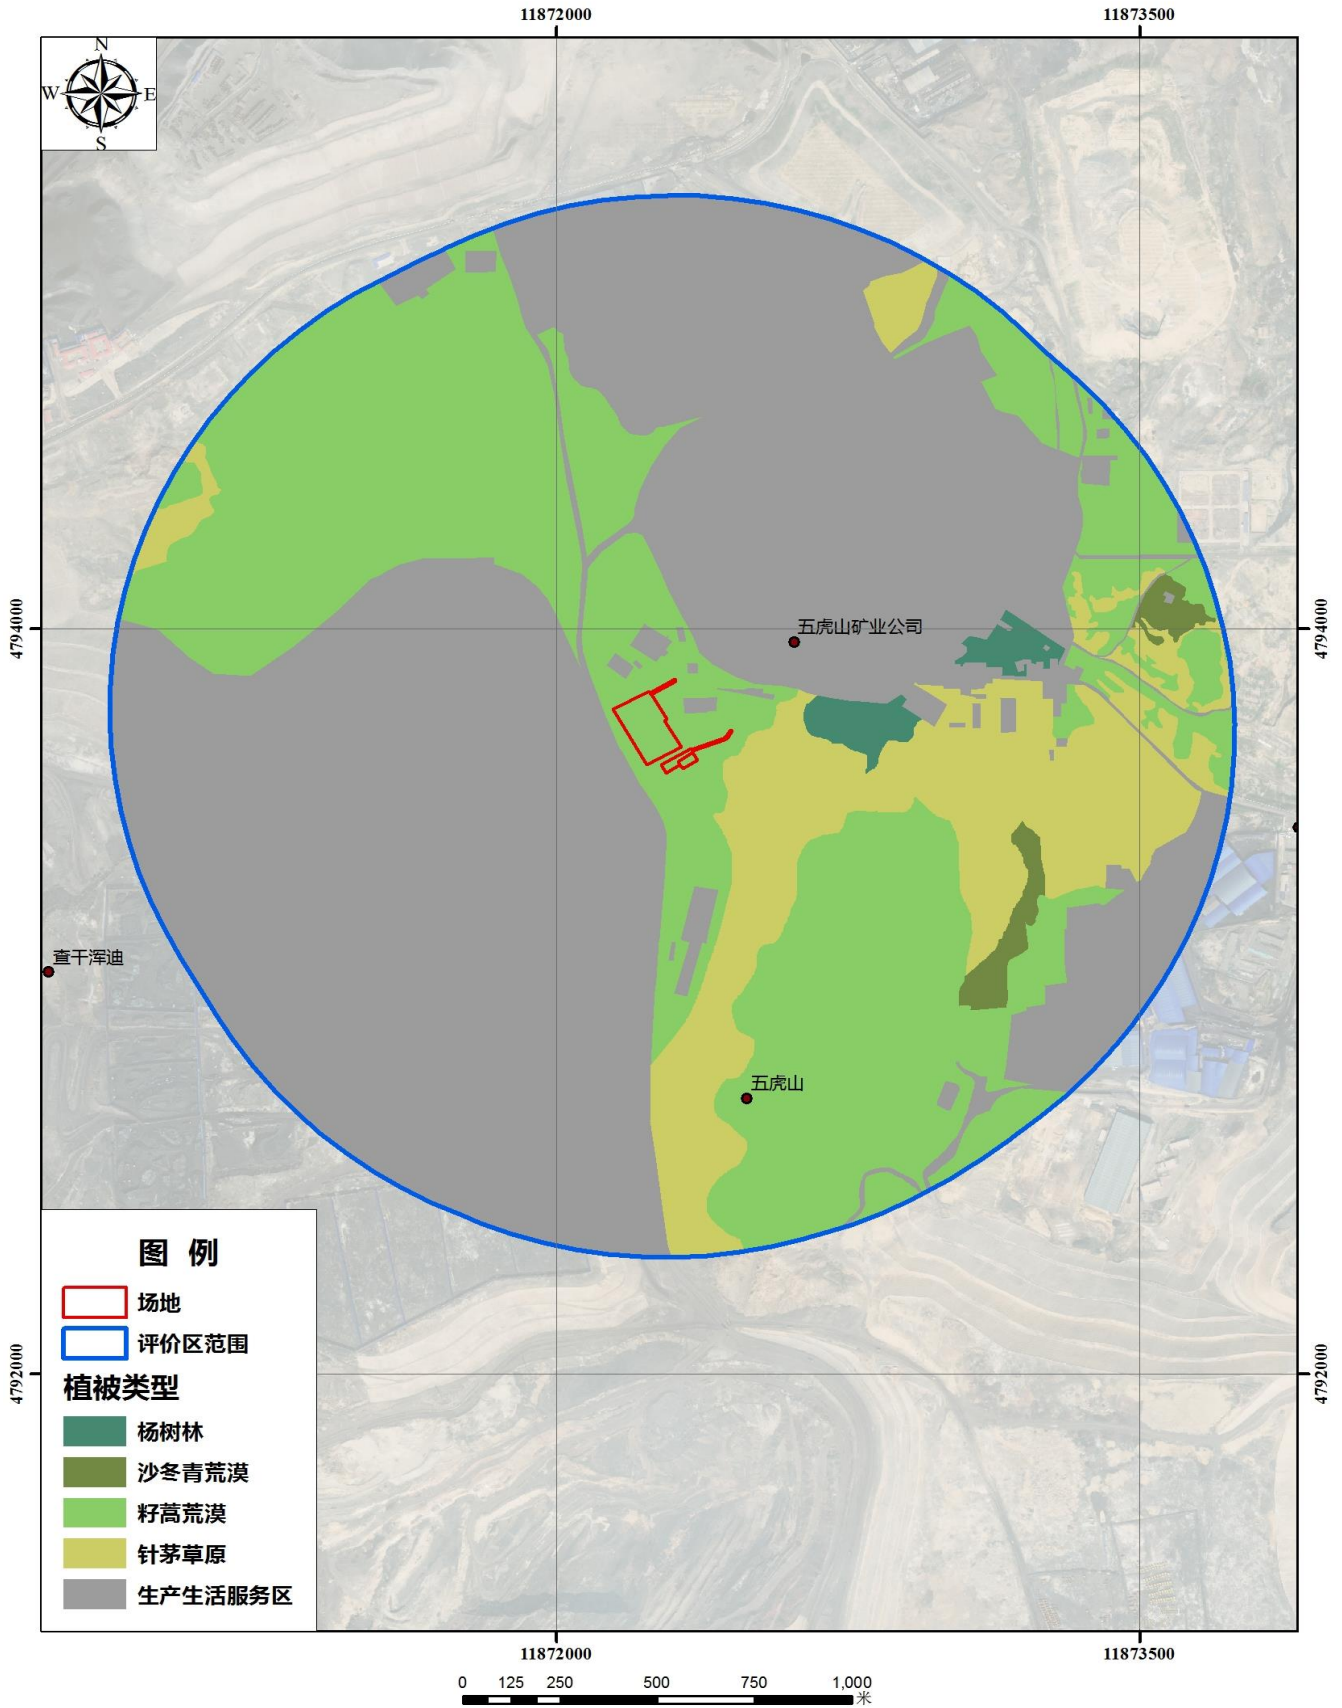 11872000
11873500
N
W
E
S
4794000
4794000
五虎山矿业公司
查干浑迪
五虎山
图 例
场地
评价区范围
植被类型
杨树林
沙冬青荒漠
籽蒿荒漠
针茅草原
生产生活服务区
4792000
4792000
11872000
11873500
0 125 250 500 750 1,000
米